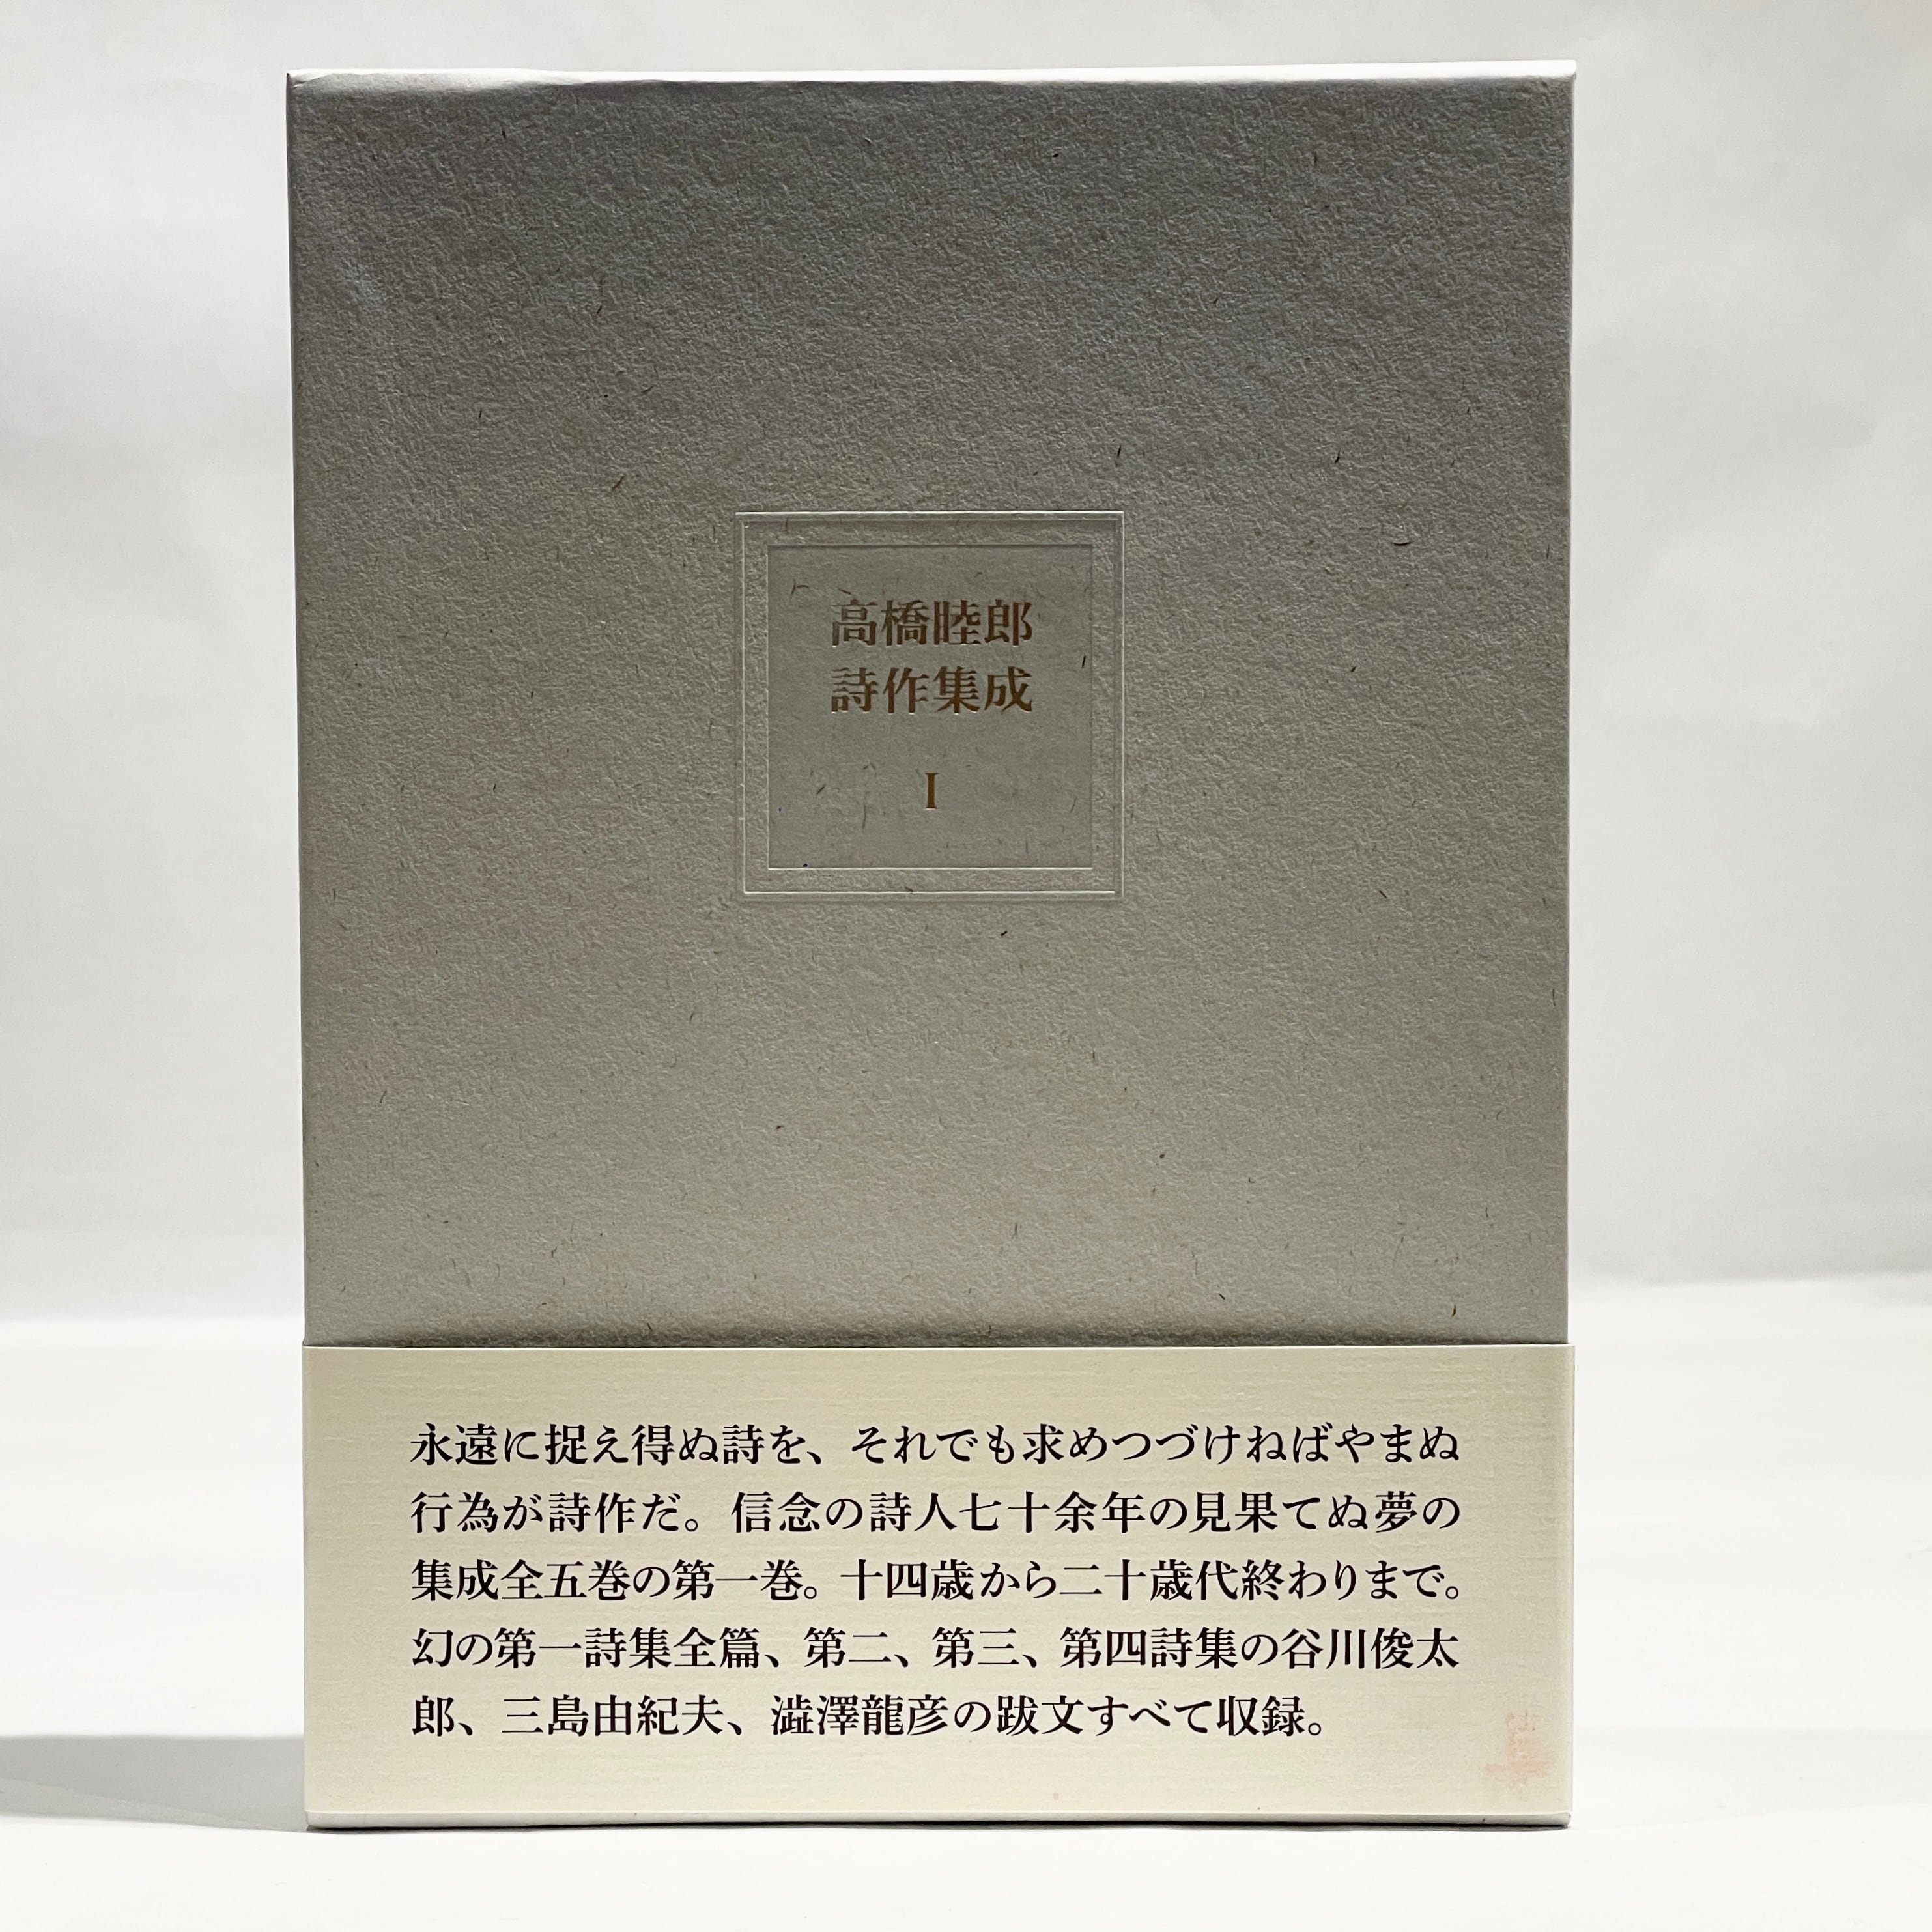 高橋睦郎
詩作集成
I
永遠に捉え得ぬ詩を、それでも求めつづけねばやまぬ
行為が詩作だ。信念の詩人七十余年の見果てぬ夢の
集成全五巻の第一巻。十四歳から二十歳代終わりまで。
幻の第一詩集全篇、第二、第三、第四詩集の谷川俊太
郎、三島由紀夫、澁澤龍彦の跋文すべて収録。